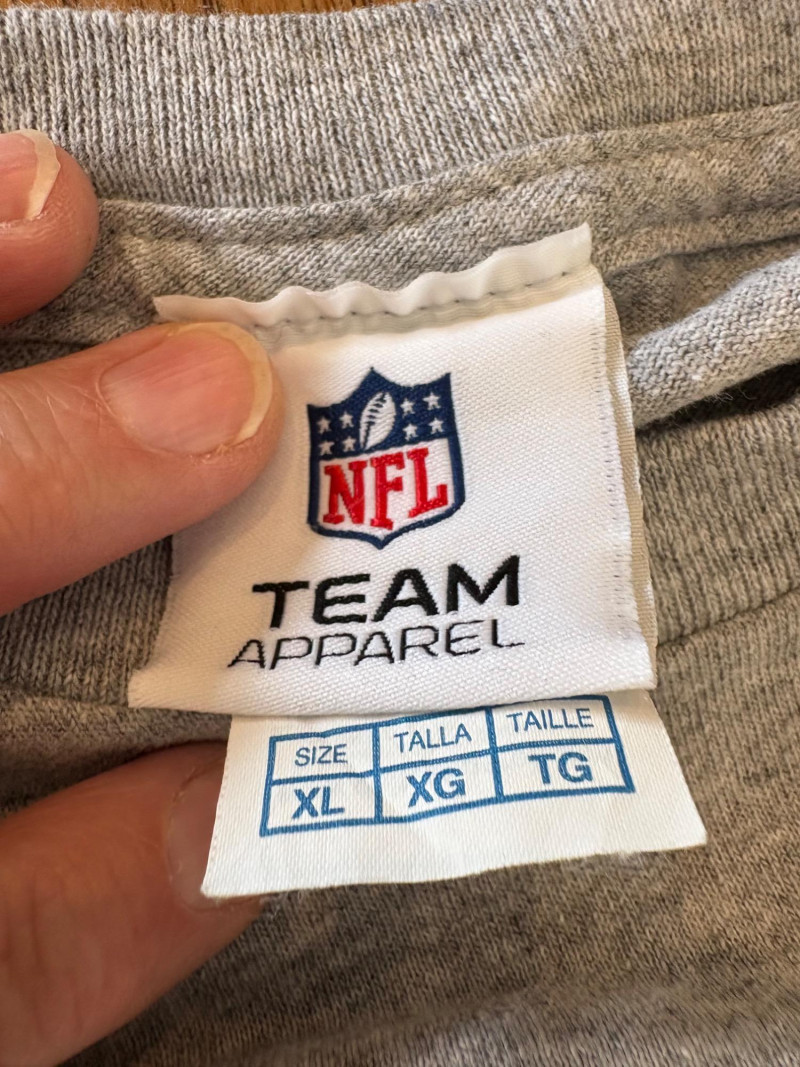 NFL
TEAM
APPAREL
SIZE TALLA TAILLE
XL XG TG